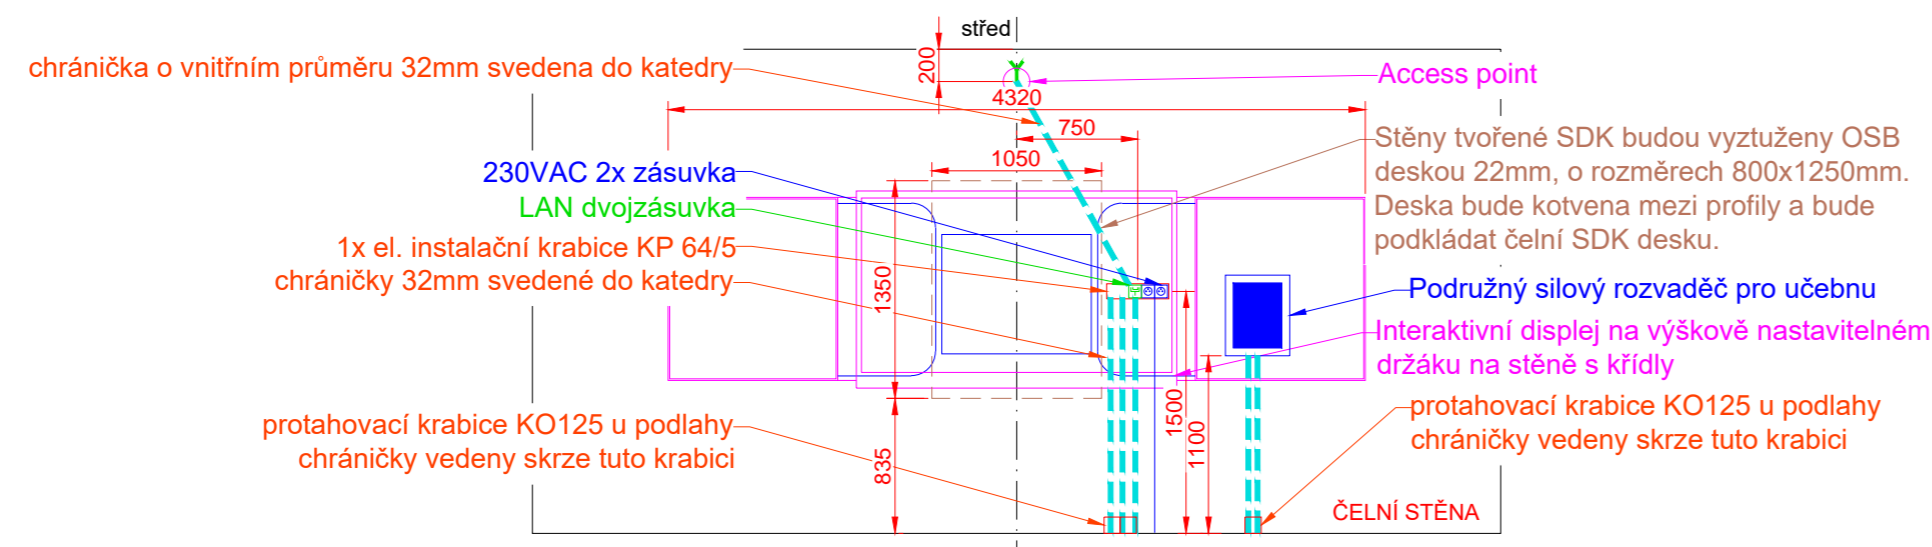 střed
chránička o vnitřním průměru 32mm svedena do katedry
200
Access point
4320
750
1050
Stěny tvořené SDK budou vyztuženy OSB
deskou 22mm, o rozměrech 800x1250mm.
Deska bude kotvena mezi profily a bude
podkládat čelní SDK desku.
230VAC 2x zásuvka
LAN dvojzásuvka
1x el. instalační krabice KP 64/5
chráničky 32mm svedené do katedry
1350
Podružný silový rozvaděč pro učebnu
Interaktivní displej na výškově nastavitelném
držáku na stěně s křídly
1500
1100
835
protahovací krabice KO125 u podlahy
chráničky vedeny skrze tuto krabici
protahovací krabice KO125 u podlahy
chráničky vedeny skrze tuto krabici
ČELNÍ STĚNA